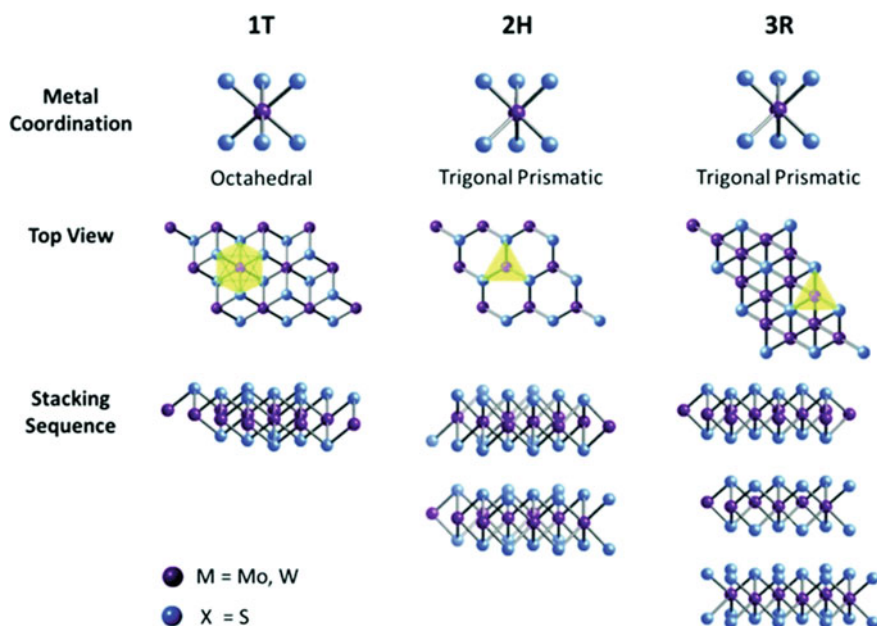 1T 2H 3R
Metal
Coordination
Octahedral Trigonal Prismatic Trigonal Prismatic
Top View
Stacking
Sequence
M = Mo, W
X = S